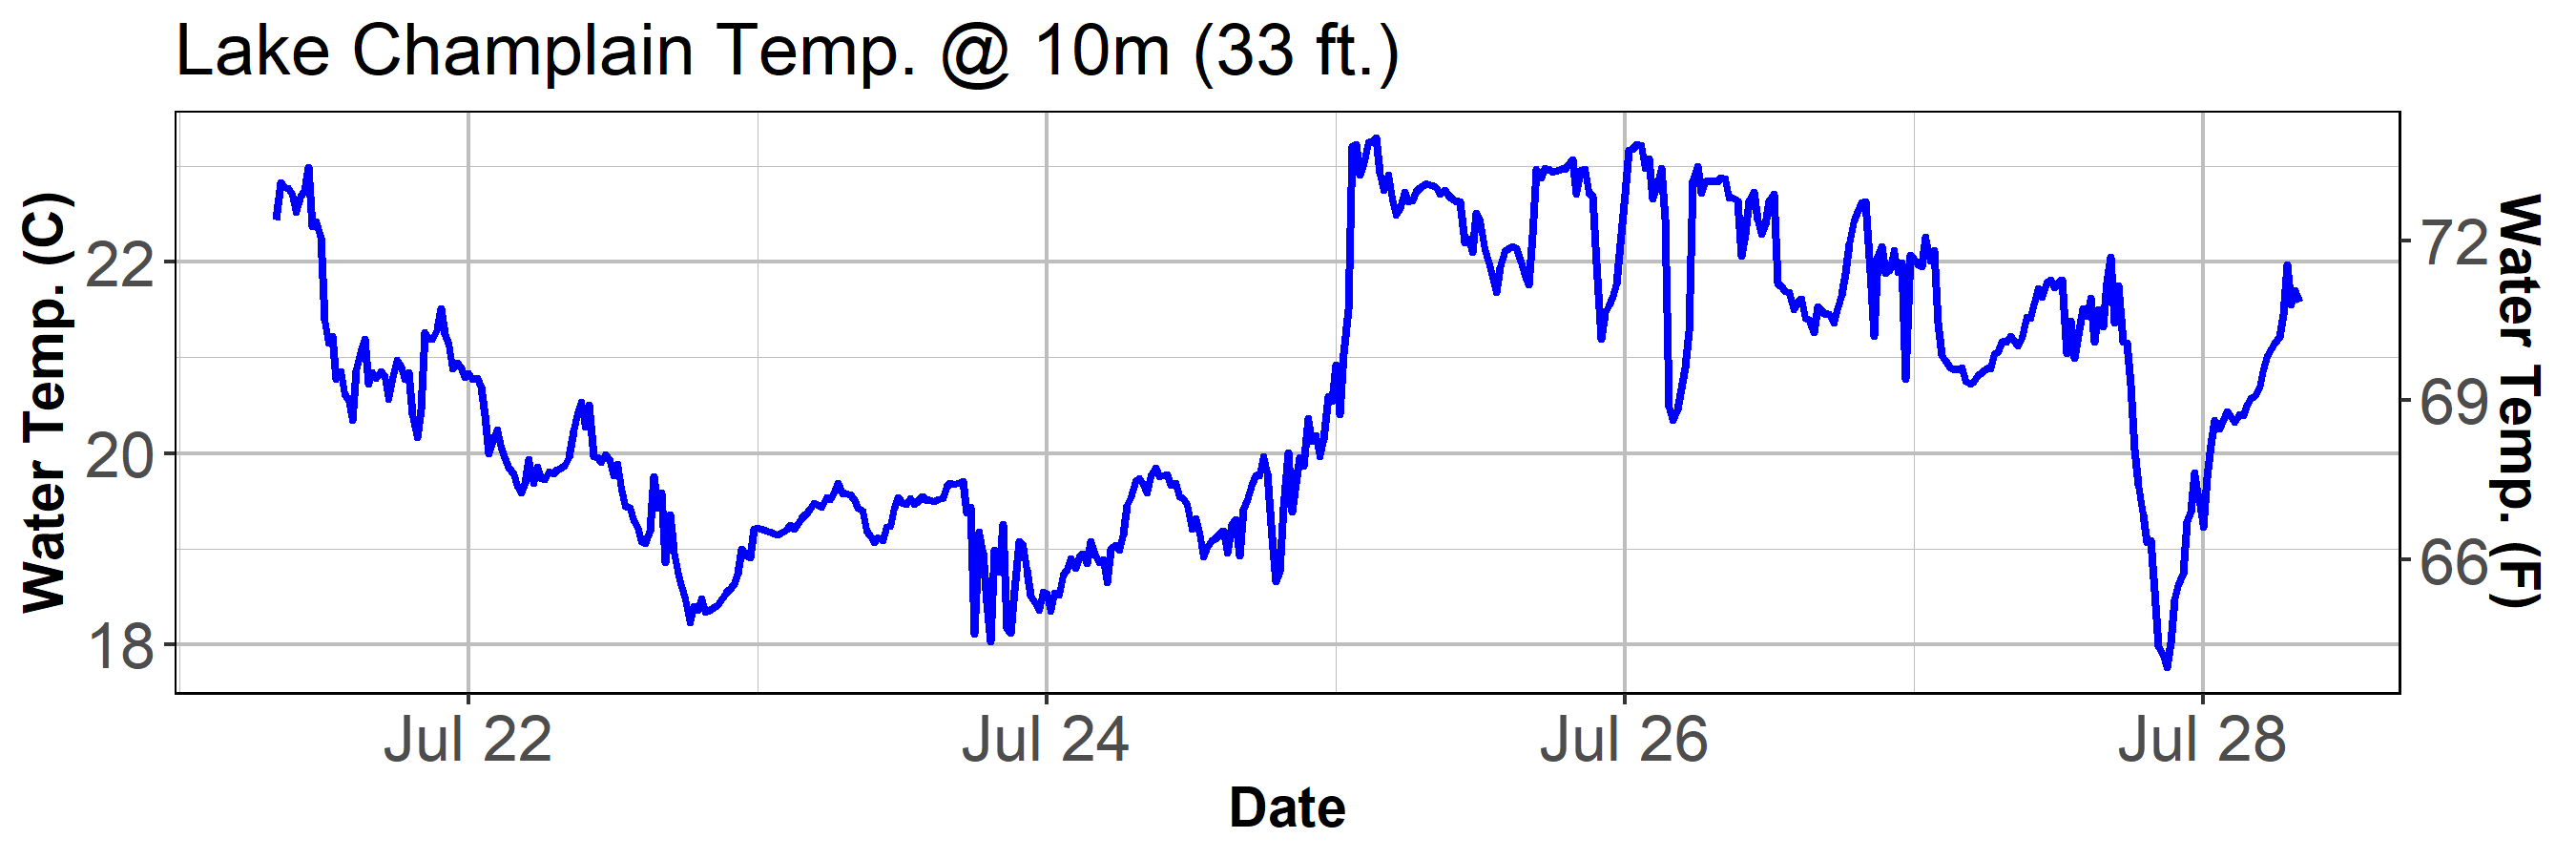 Lake Champlain Temp. @ 10m (33 ft.)
Water Temp. (C)
22
20
18
72
69
66
Water Temp. (F)
Jul 22
Jul 24
Jul 26
Jul 28
Date